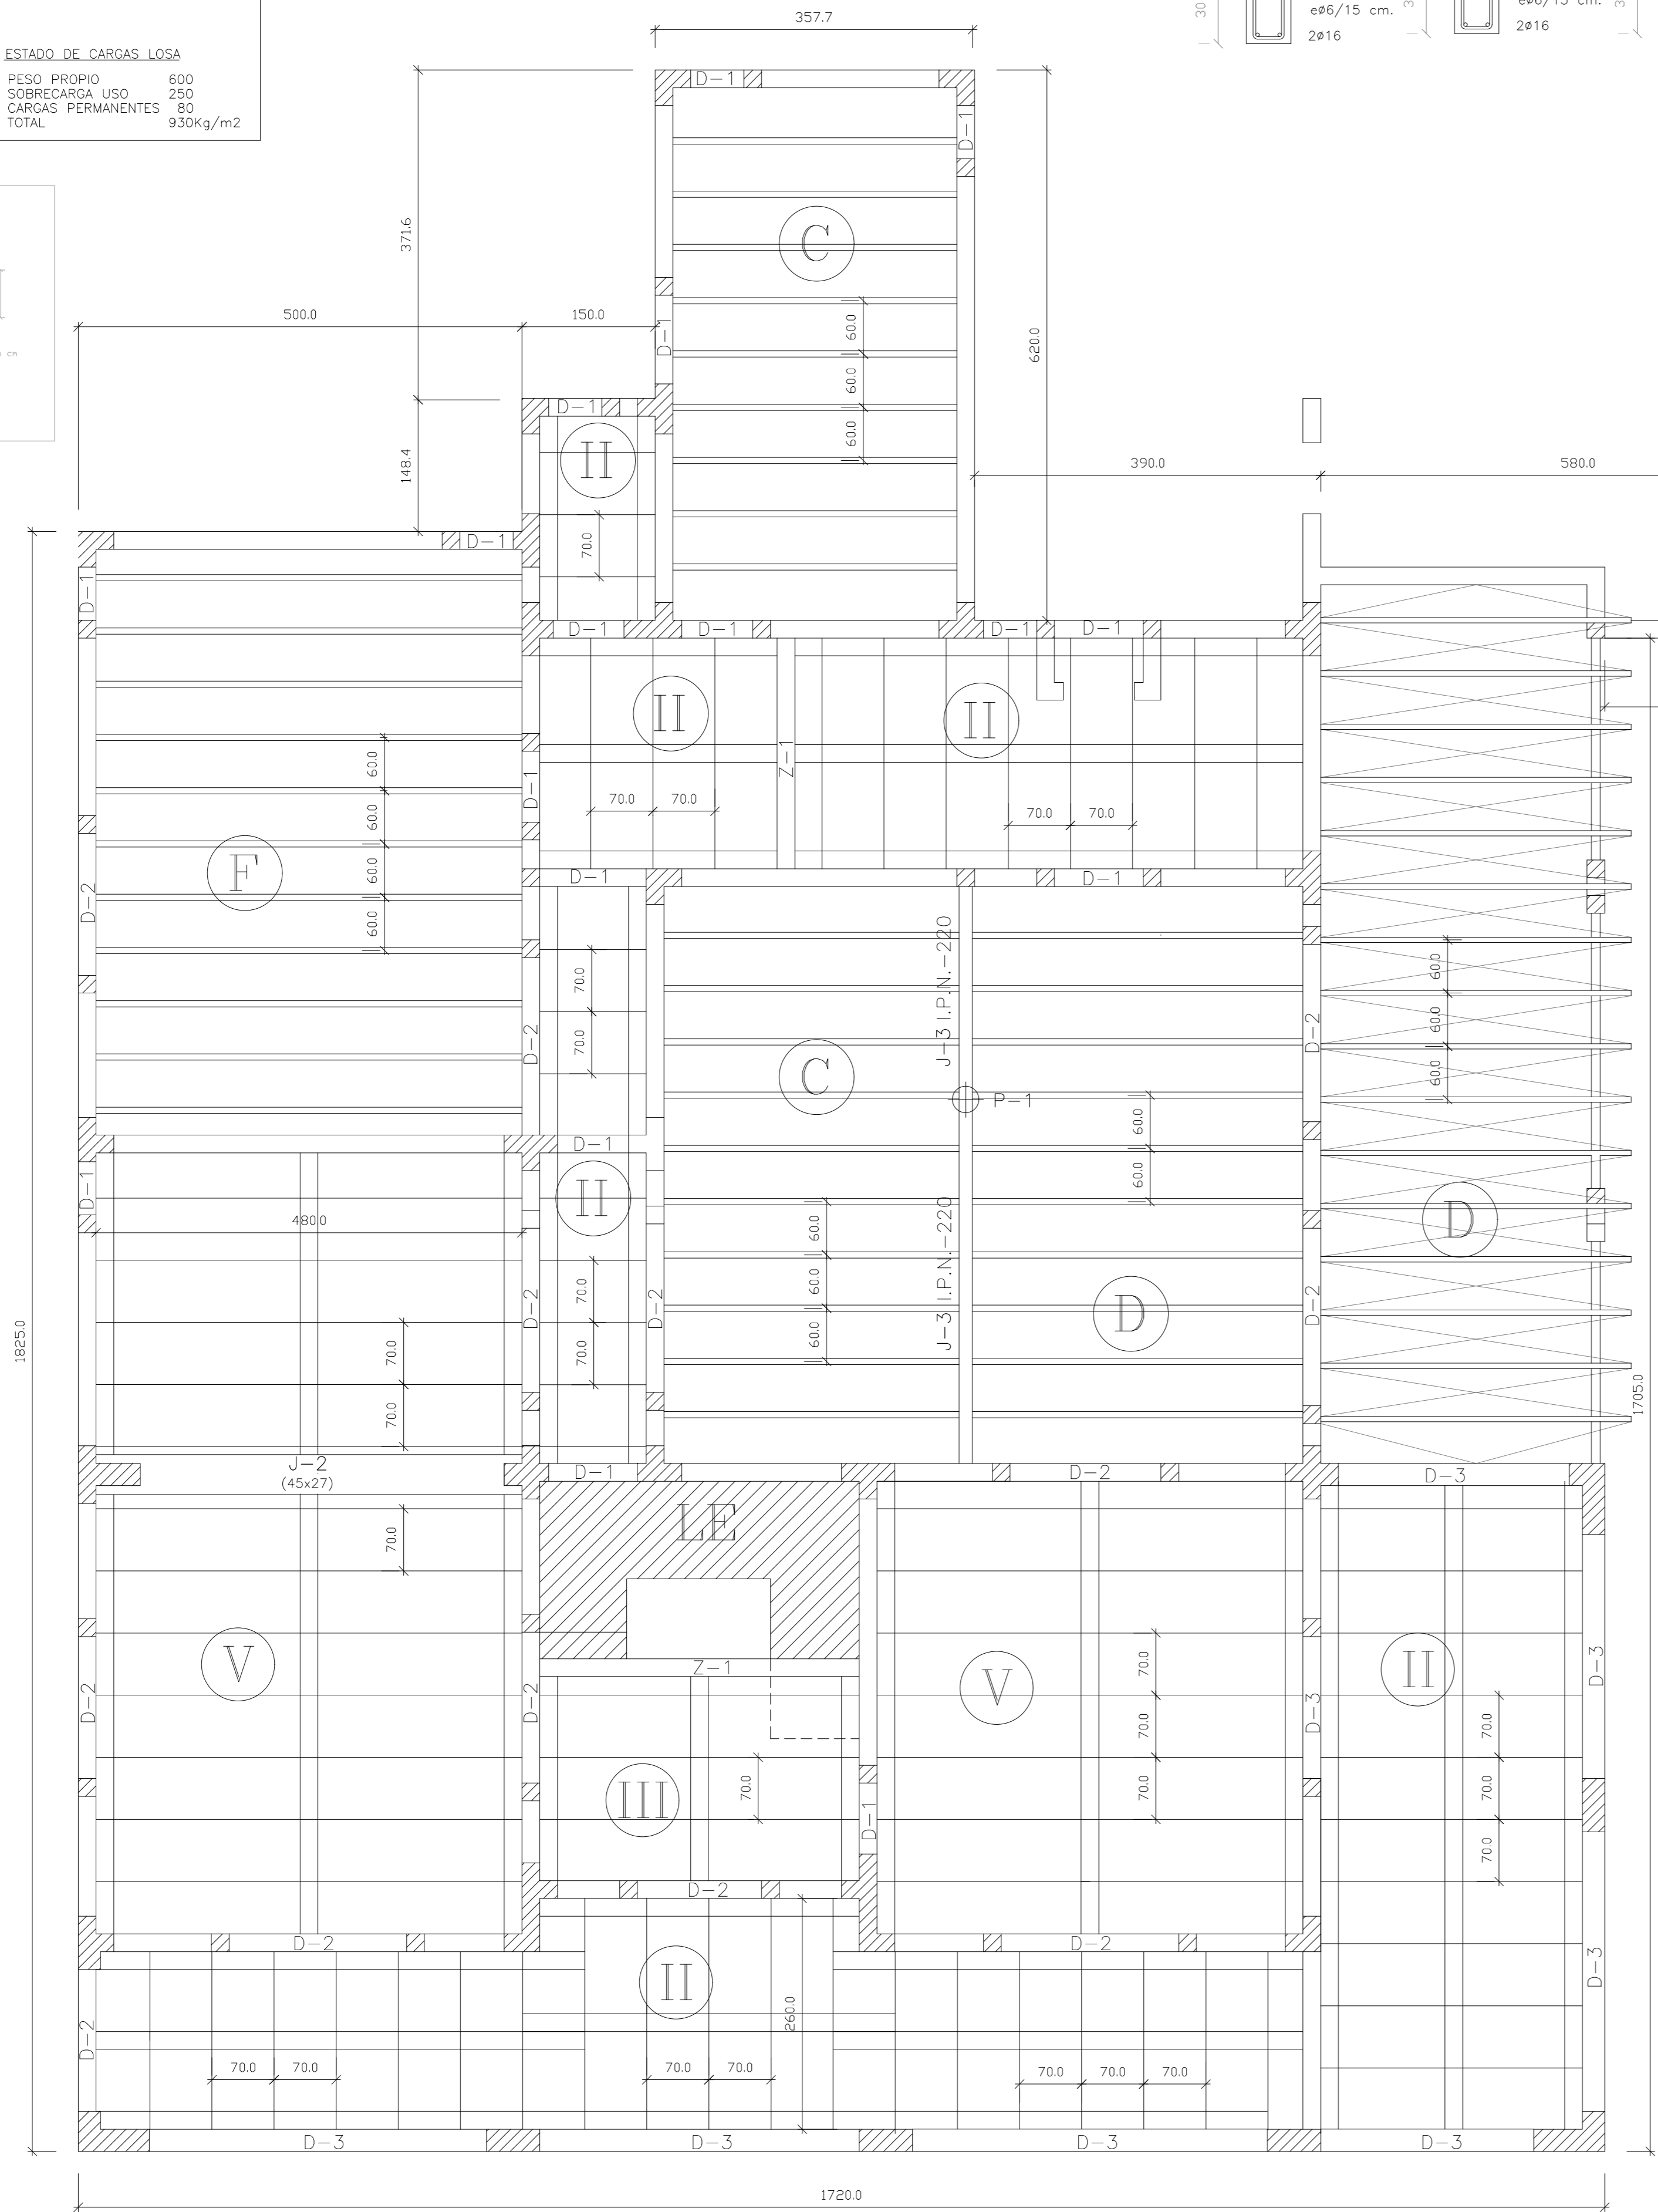 357.7
30
eø6/15 cm.
2ø16
3
eø6/15 cm.
2ø16
3
ESTADO DE CARGAS LOSA
PESO PROPIO 600
SOBRECARGA USO 250
CARGAS PERMANENTES 80
TOTAL 930Kg/m2
D-1
D-1
371.6
C
500.0
150.0
60.0
D-1
620.0
CM
60.0
D-1
60.0
II
148.4
390.0
580.0
D-1
70.0
D-1
D-1
D-1
D-1
D-1
II
II
Z-1
60.0
D-1
70.0
70.0
70.0
70.0
60.0
F
60.0
D-1
D-1
D-2
60.0
J-3 I.P.N.-220
70.0
60.0
D-2
70.0
D-2
60.0
C
60.0
P-1
60.0
D-1
60.0
D-1
II
480.0
60.0
D
J-3 I.P.N.-220
60.0
70.0
D-2
D-2
D-2
60.0
D
1825.0
70.0
70.0
60.0
70.0
1705.0
J-2
(45x27)
D-1
D-2
D-3
70.0
LE
V
70.0
D-3
II
Z-1
V
D-2
D-2
D-3
70.0
70.0
70.0
III
70.0
70.0
D-1
70.0
D-2
D-2
D-2
D-3
II
260.0
D-2
70.0
70.0
70.0
70.0
70.0
70.0
70.0
D-3
D-3
D-3
D-3
1720.0